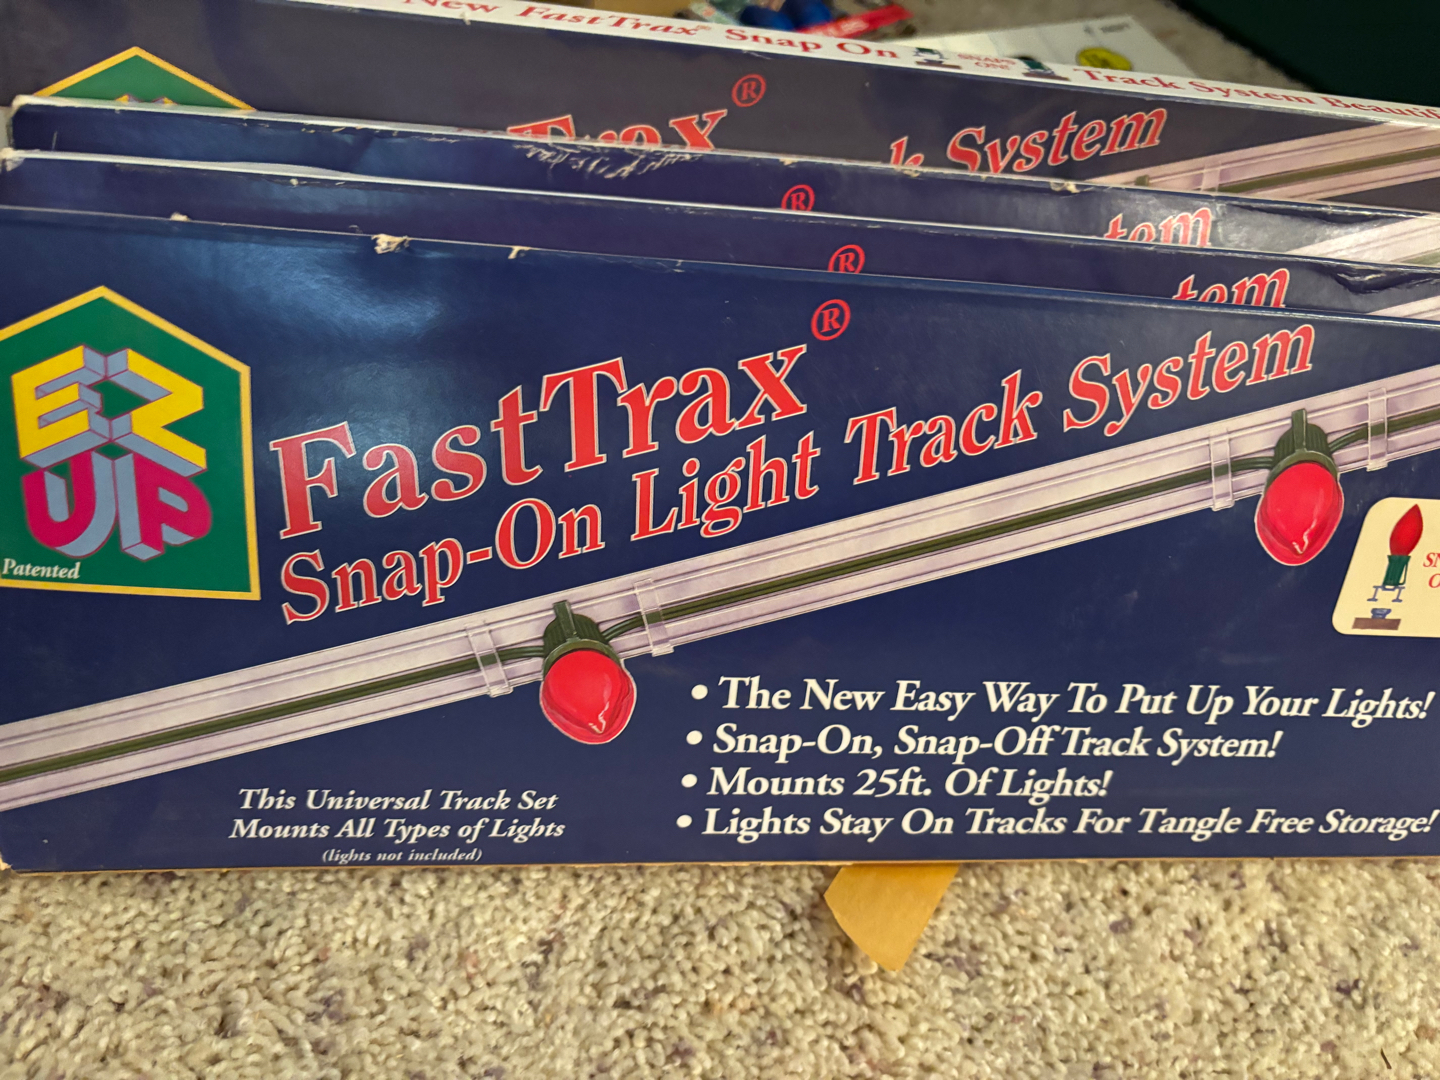 New FastTrax® Snap On SNAPS ON! Track System
Trax®
k System
®
tem
®
tem
EZ
UP
Patented
FastTrax®
Snap-On Light Track System
• The New Easy Way To Put Up Your Lights!
• Snap-On, Snap-Off Track System!
• Mounts 25ft. Of Lights!
• Lights Stay On Tracks For Tangle Free Storage!
This Universal Track Set
Mounts All Types of Lights
(lights not included)